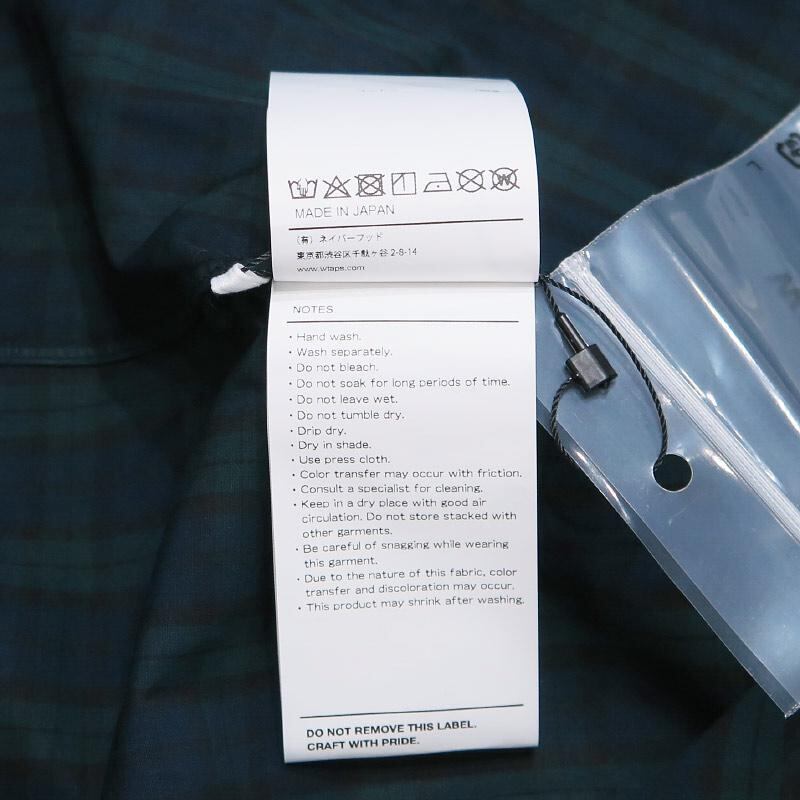 MADE IN JAPAN
(有) ネイバーフッド
東京都渋谷区千駄ヶ谷 2-8-14
www.wtaps.com
NOTES
・Hand wash.
・Wash separately.
・Do not bleach.
・Do not soak for long periods of time.
・Do not leave wet.
・Do not tumble dry.
・Drip dry.
・Dry in shade.
・Use press cloth.
・Color transfer may occur with friction.
・Consult a specialist for cleaning.
・Keep in a dry place with good air
circulation. Do not store stacked with
other garments.
・Be careful of snagging while wearing
this garment.
・Due to the nature of this fabric, color
transfer and discoloration may occur.
・This product may shrink after washing.
DO NOT REMOVE THIS LABEL.
CRAFT WITH PRIDE.